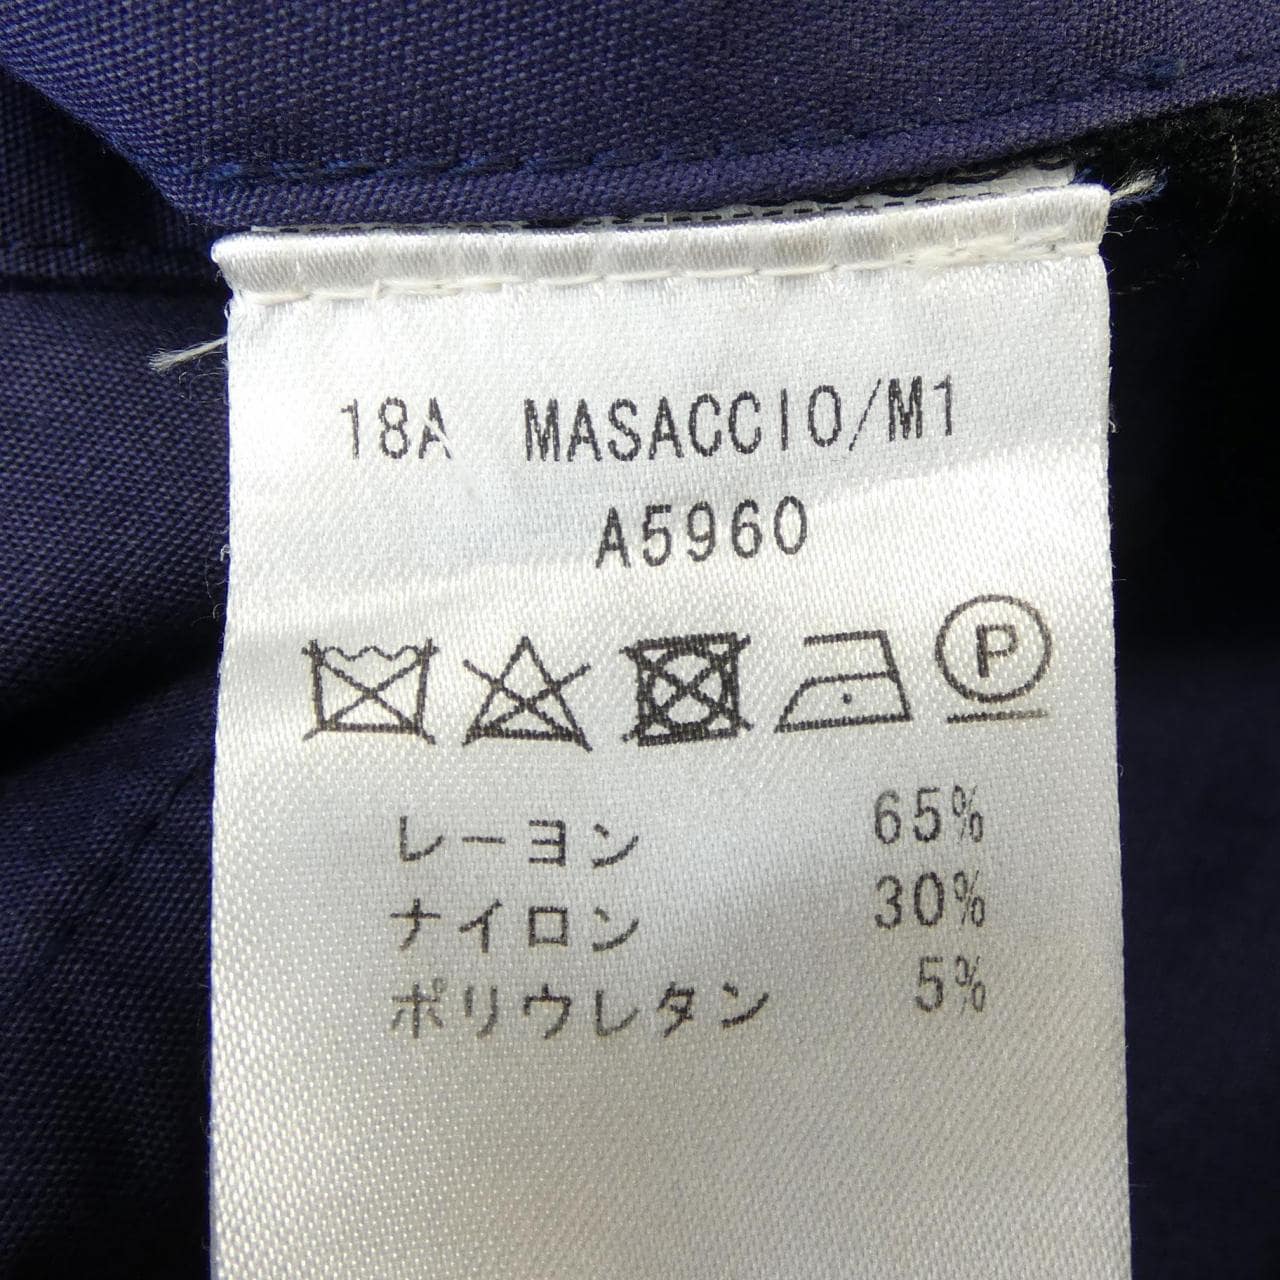 18A MASACCIO/M1
A5960
P
レーヨン 65%
ナイロン 30%
ポリウレタン 5%